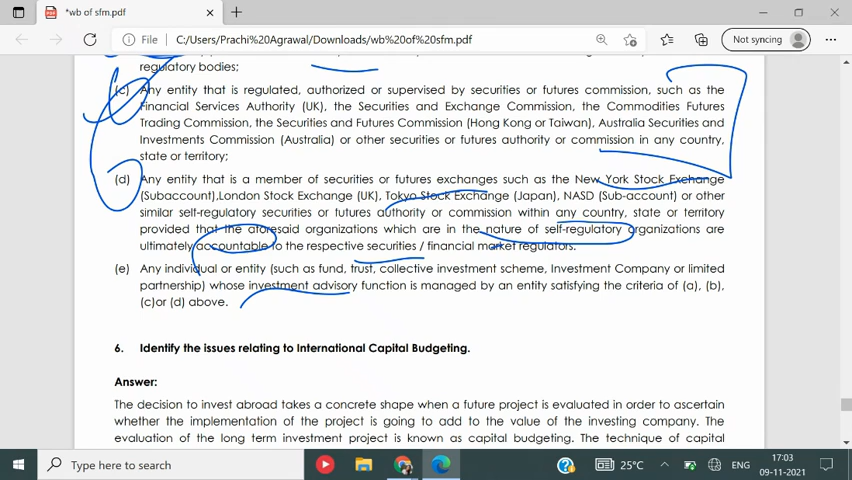 *wb of sfm.pdf
File
C:/Users/Prachi%20Agrawal/Downloads/wb%20of%20sfm.pdf
Not syncing
regulatory bodies;
(c) Any entity that is regulated, authorized or supervised by securities or futures commission, such as the
Financial Services Authority (UK), the Securities and Exchange Commission, the Commodities Futures
Trading Commission, the Securities and Futures Commission (Hong Kong or Taiwan), Australia Securities and
Investments Commission (Australia) or other securities or futures authority or commission in any country,
state or territory;
(d) Any entity that is a member of securities or futures exchanges such as the New York Stock Exchange
(Subaccount),London Stock Exchange (UK), Tokyo Stock Exchange (Japan), NASD (Sub-account) or other
similar self-regulatory securities or futures authority or commission within any country, state or territory
provided that the aforesaid organizations which are in the nature of self-regulatory organizations are
ultimately accountable to the respective securities / financial market regulators.
(e) Any individual or entity (such as fund, trust, collective investment scheme, Investment Company or limited
partnership) whose investment advisory function is managed by an entity satisfying the criteria of (a), (b),
(c)or (d) above.
6. Identify the issues relating to International Capital Budgeting.
Answer:
The decision to invest abroad takes a concrete shape when a future project is evaluated in order to ascertain
whether the implementation of the project is going to add to the value of the investing company. The
evaluation of the long term investment project is known as capital budgeting. The technique of capital
Type here to search
25°C
ENG
17:03
09-11-2021